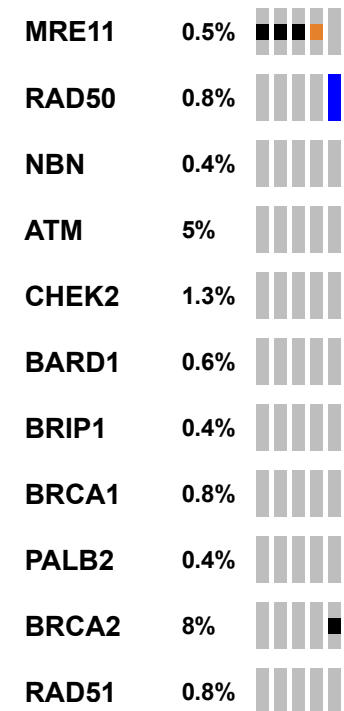 MRE11 0.5%
RAD50 0.8%
NBN 0.4%
ATM 5%
CHEK2 1.3%
BARD1 0.6%
BRIP1 0.4%
BRCA1 0.8%
PALB2 0.4%
BRCA2 8%
RAD51 0.8%